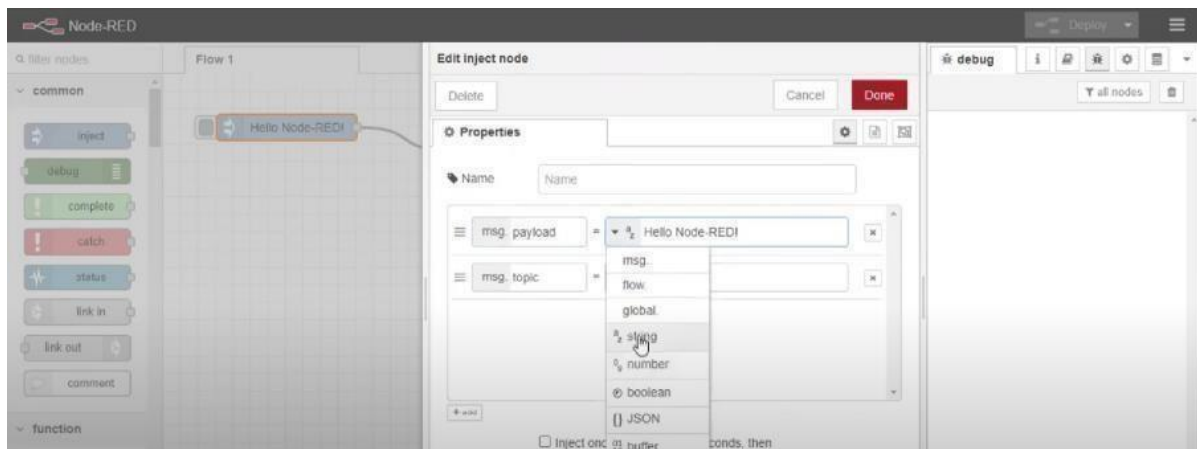 Node-RED
Deploy
filter nodes
Flow 1
Edit inject node
debug
i
common
Delete
Cancel
Done
all nodes
inject
Hello Node-RED!
Properties
debug
Name
Name
complete
catch
msg. payload = az Hello Node-RED!
msg.
status
msg. topic =
flow.
global.
link in
string
link out
number
comment
boolean
+ add
{} JSON
function
Inject onc
buffer
conds, then